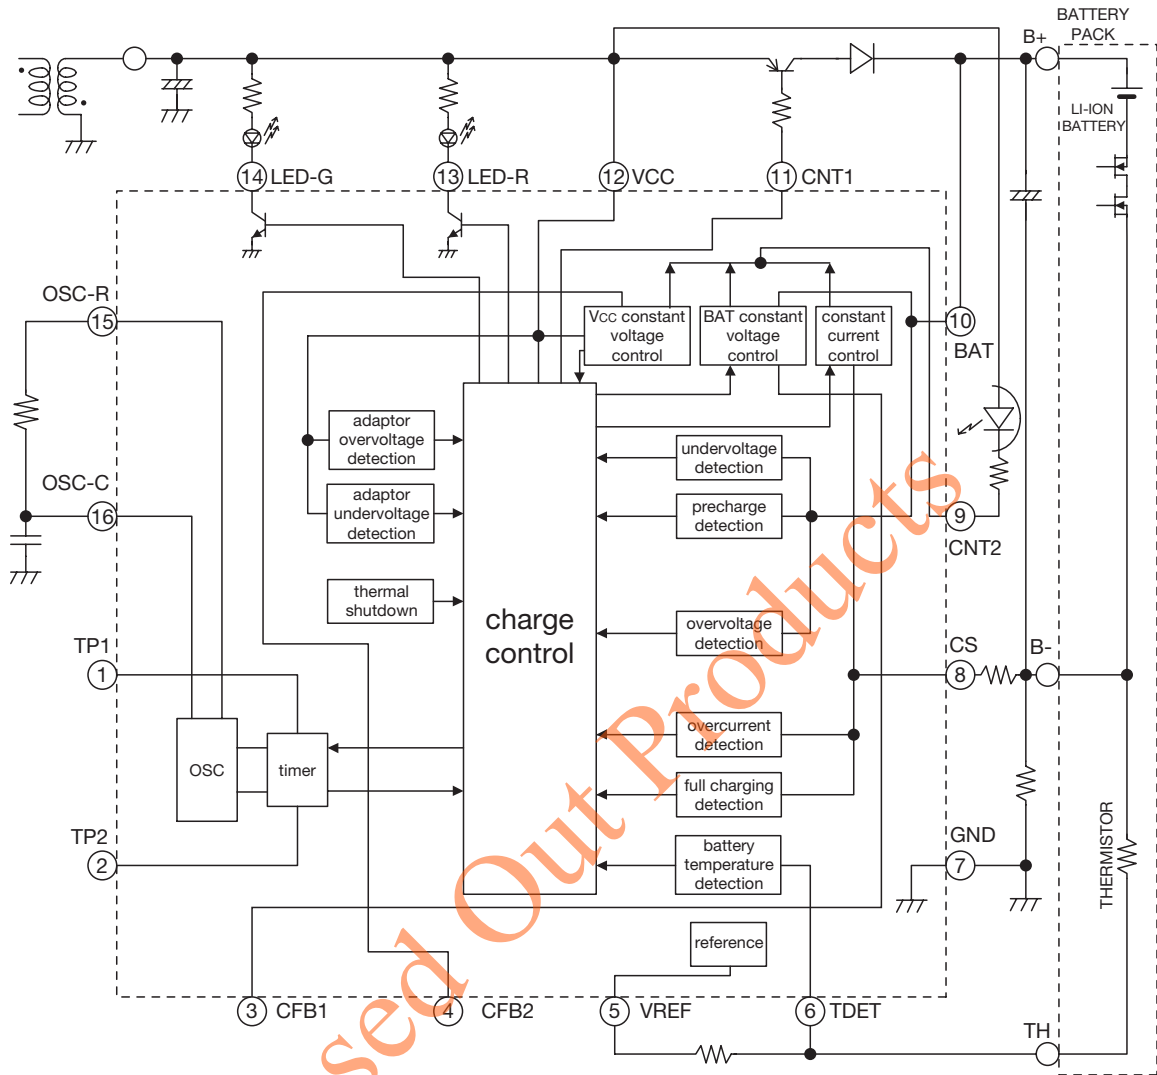 BATTERY
PACK
B+
LI-ION
BATTERY
14 LED-G
13 LED-R
12 VCC
11 CNT1
OSC-R
15
VCC constant
voltage
control
BAT constant
voltage
control
constant
current
control
10
BAT
adaptor
overvoltage
detection
undervoltage
detection
OSC-C
16
adaptor
undervoltage
detection
precharge
detection
9
CNT2
thermal
shutdown
charge
control
overvoltage
detection
TP1
1
CS
8
B-
overcurrent
detection
OSC
timer
full charging
detection
TP2
2
battery
temperature
detection
GND
7
THERMISTOR
reference
3 CFB1
4 CFB2
5 VREF
6 TDET
TH
sed Out Products